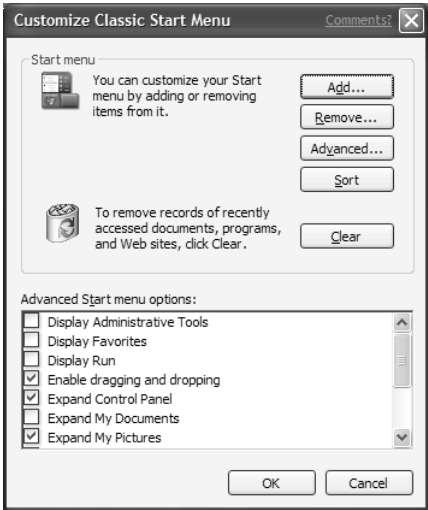 Customize Classic Start Menu
Comments?
Start menu
You can customize your Start
menu by adding or removing
items from it.
Add...
Remove...
Advanced...
Sort
To remove records of recently
accessed documents, programs,
and Web sites, click Clear.
Clear
Advanced Start menu options:
Display Administrative Tools
Display Favorites
Display Run
Enable dragging and dropping
Expand Control Panel
Expand My Documents
Expand My Pictures
OK
Cancel